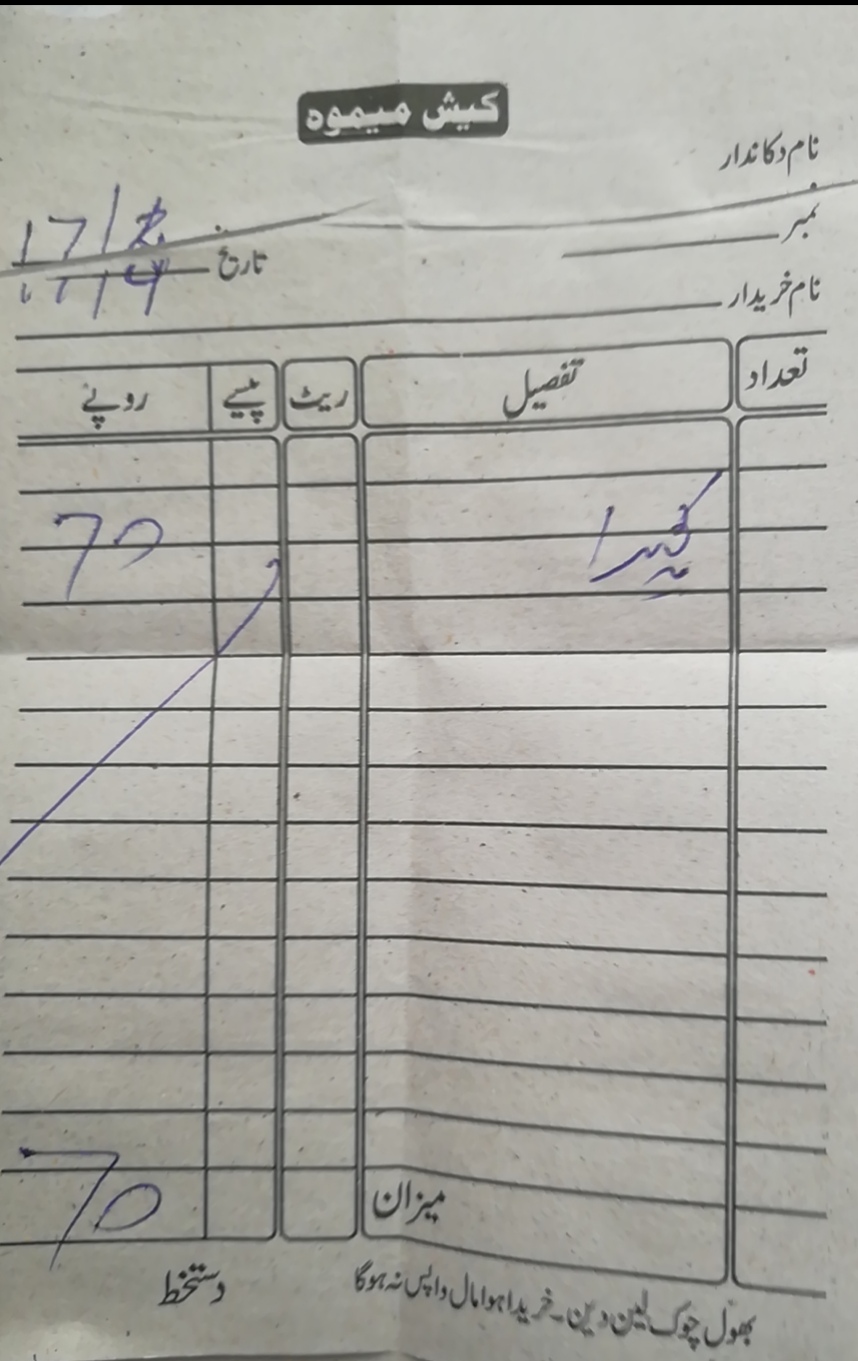 کیش میموہ
نام دکاندار
نمبر
تاریخ 17/4
نام خریدار
تعداد تفصیل ریٹ پیسے روپے
کھیرا 70
میزان 70
بھول چوک لین دین۔ خریدا ہوا مال واپس نہ ہوگا
دستخط